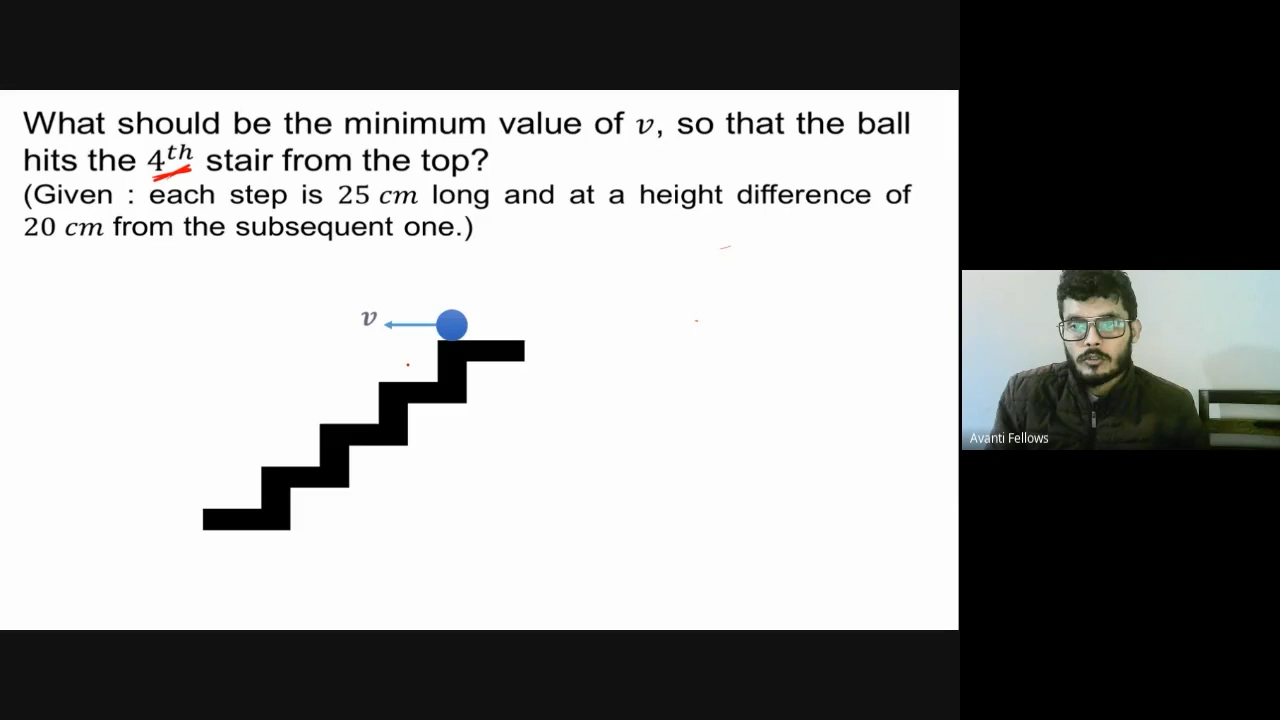 What should be the minimum value of v, so that the ball
hits the 4th stair from the top?
(Given : each step is 25 cm long and at a height difference of
20 cm from the subsequent one.)
v
Avanti Fellows